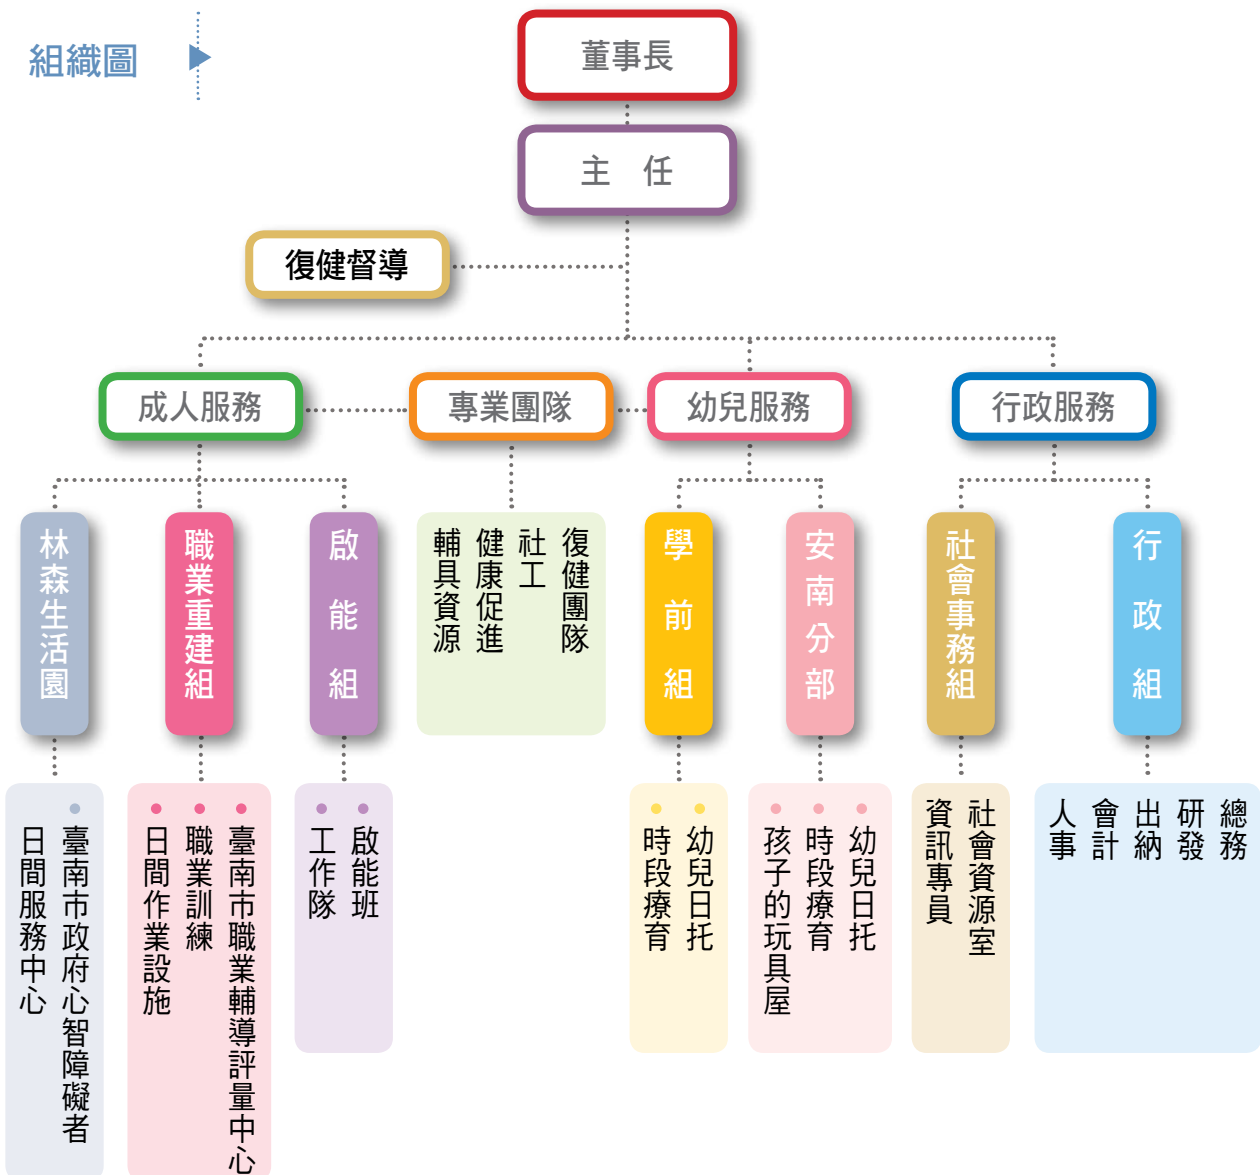 組織圖
董事長
主　任
復健督導
成人服務
專業團隊
幼兒服務
行政服務
林森生活園
職業重建組
啟能組
復健團隊
社工
健康促進
輔具資源
學前組
安南分部
社會事務組
行政組
臺南市政府心智障礙者
日間服務中心
臺南市職業輔導評量中心
職業訓練
日間作業設施
啟能班
工作隊
幼兒日托
時段療育
幼兒日托
時段療育
孩子的玩具屋
社會資源室
資訊專員
總務
研發
出納
會計
人事